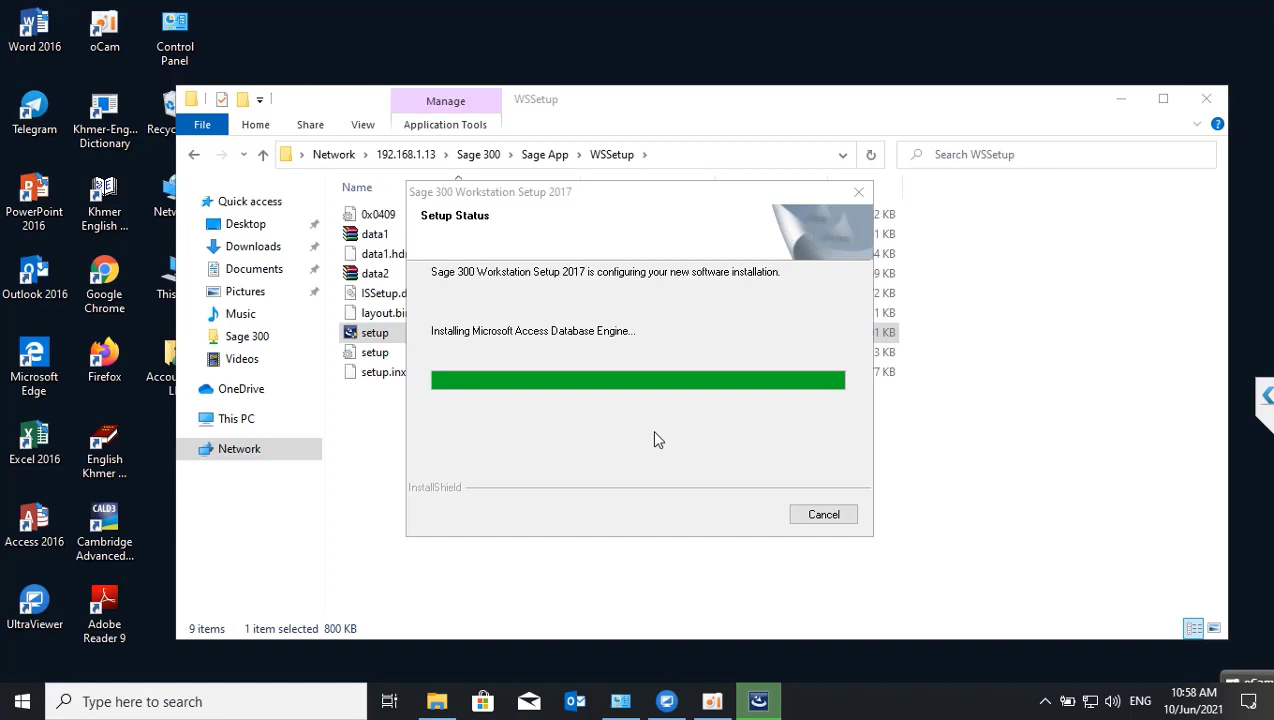 Word 2016
oCam
Control
Panel
Manage
WSSetup
File
Home
Share
View
Application Tools
Telegram
Khmer-Eng...
Dictionary
Recyc
Network
192.168.1.13
Sage 300
Sage App
WSSetup
Search WSSetup
Name
Sage 300 Workstation Setup 2017
Quick access
Desktop
Downloads
Documents
Pictures
Music
Sage 300
Videos
OneDrive
This PC
Network
PowerPoint
2016
Khmer
English ...
Netw
Outlook 2016
Google
Chrome
This
Microsoft
Edge
Firefox
Accou
Excel 2016
English
Khmer ...
Access 2016
CALD3
Cambridge
Advanced...
UltraViewer
Adobe
Reader 9
0x0409
2 KB
data1
1 KB
data1.hd
4 KB
data2
9 KB
ISSetup.d
2 KB
layout.bin
1 KB
setup
1 KB
setup
3 KB
setup.inx
7 KB
Setup Status
Sage 300 Workstation Setup 2017 is configuring your new software installation.
Installing Microsoft Access Database Engine...
InstallShield
Cancel
9 items
1 item selected 800 KB
Type here to search
ENG
10:58 AM
10/Jun/2021